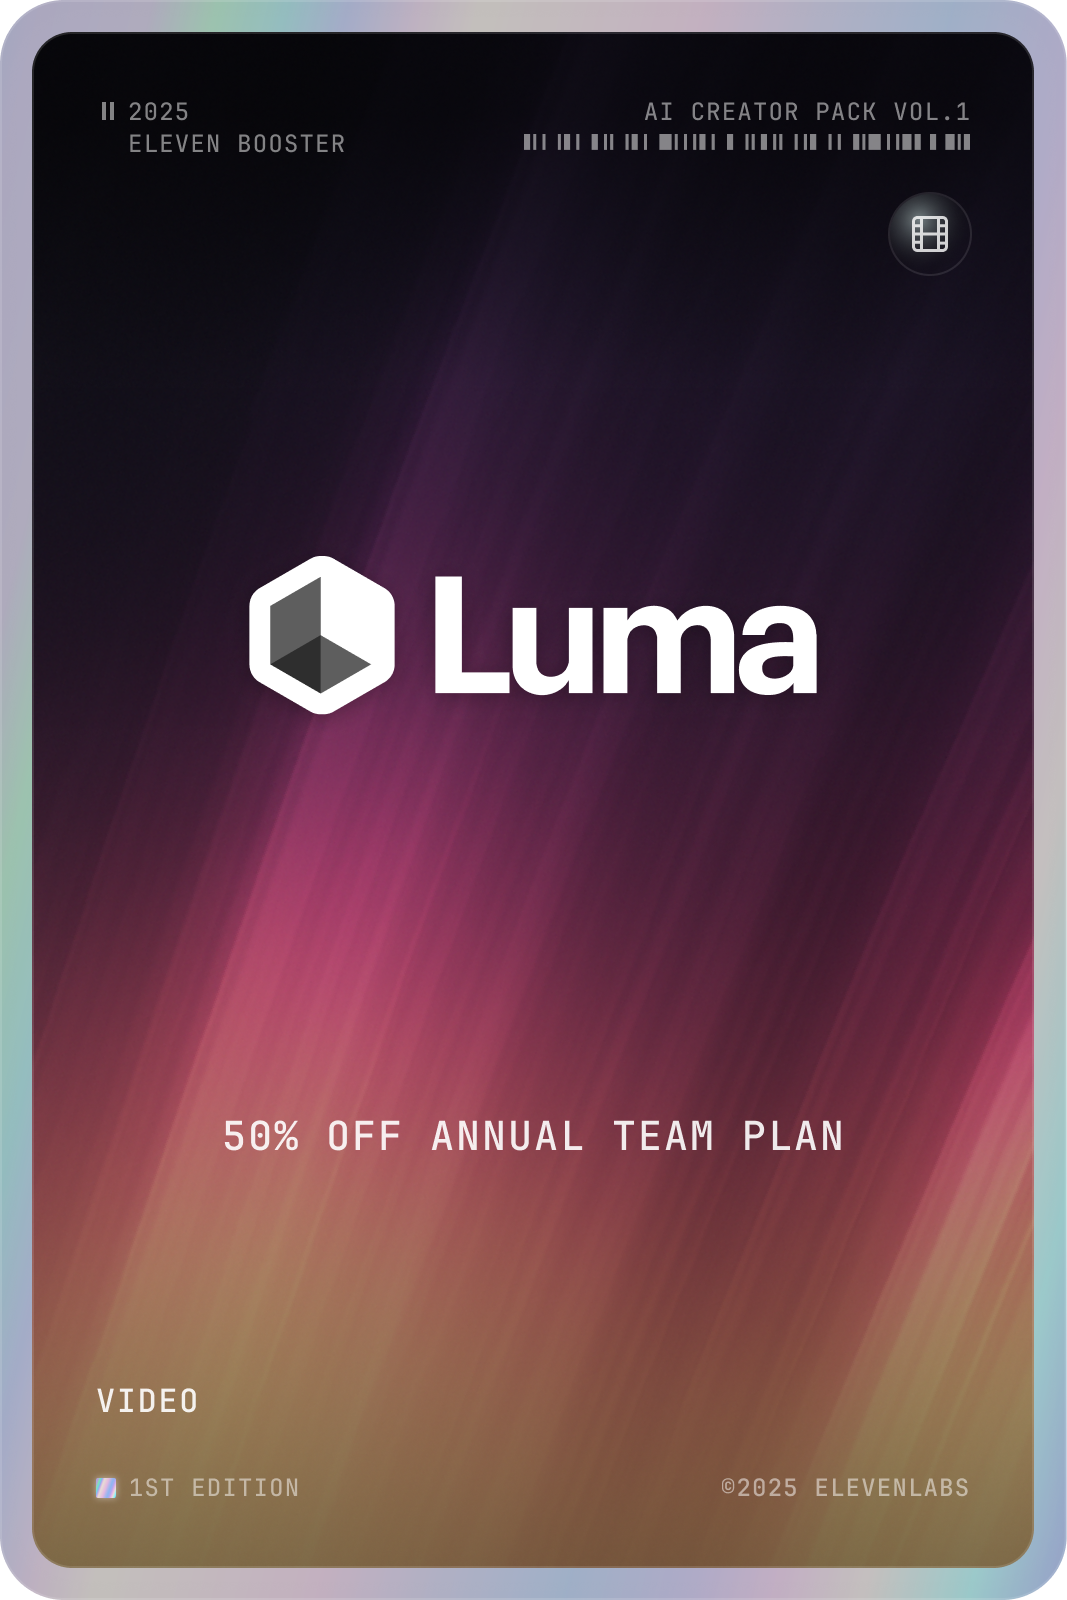 2025
ELEVEN BOOSTER
AI CREATOR PACK VOL.1
Luma
50% OFF ANNUAL TEAM PLAN
VIDEO
1ST EDITION
©2025 ELEVENLABS